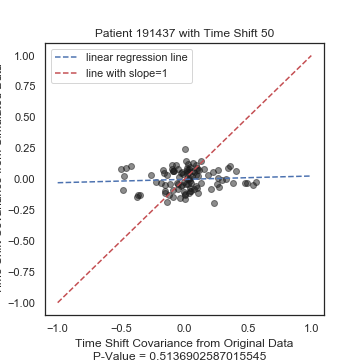 Patient 191437 with Time Shift 50
linear regression line
line with slope=1
1.00
0.75
0.50
0.25
0.00
−0.25
−0.50
−0.75
−1.00
−1.0 −0.5 0.0 0.5 1.0
Time Shift Covariance from Original Data
P-Value = 0.5136902587015545